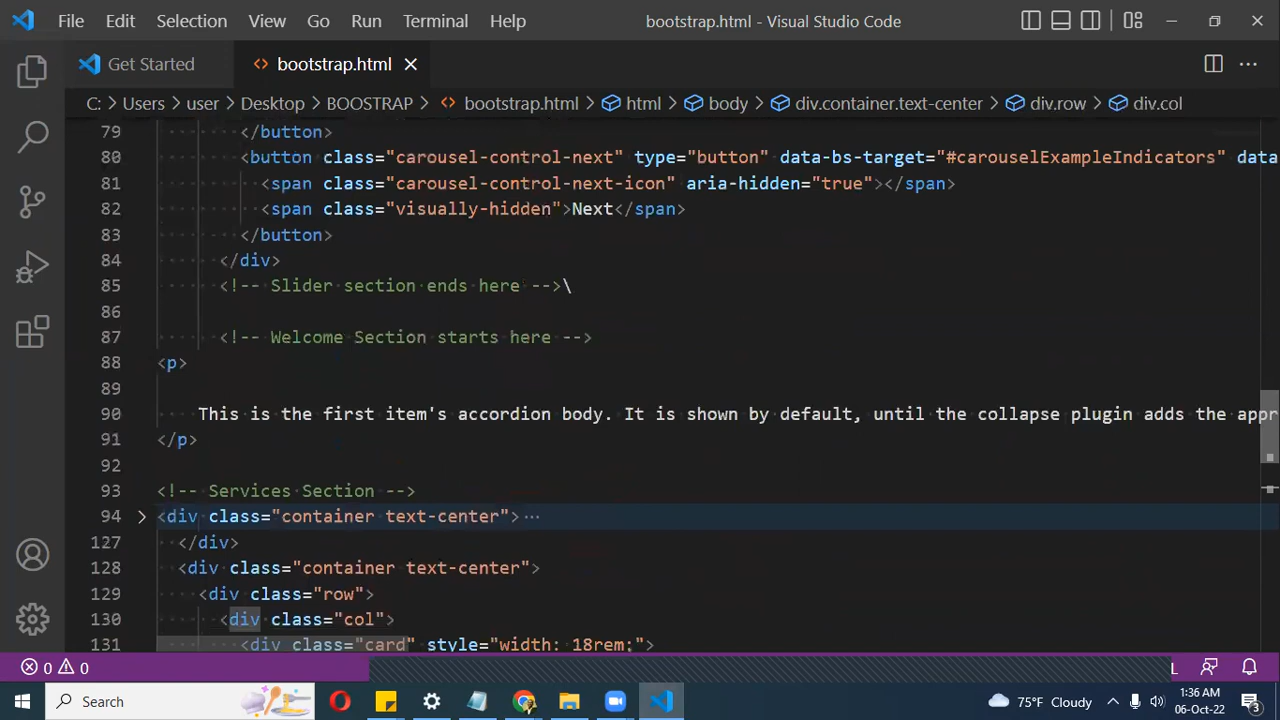 File Edit Selection View Go Run Terminal Help bootstrap.html - Visual Studio Code
Get Started bootstrap.html
C: Users user Desktop BOOSTRAP bootstrap.html html body div.container.text-center div.row div.col
79 </button>
80 <button class="carousel-control-next" type="button" data-bs-target="#carouselExampleIndicators" data
81 <span class="carousel-control-next-icon" aria-hidden="true"></span>
82 <span class="visually-hidden">Next</span>
83 </button>
84 </div>
85 <!-- Slider section ends here -->\
86
87 <!-- Welcome Section starts here -->
88 <p>
89
90 This is the first item's accordion body. It is shown by default, until the collapse plugin adds the appr
91 </p>
92
93 <!-- Services Section -->
94 <div class="container text-center"> ···
127 </div>
128 <div class="container text-center">
129 <div class="row">
130 <div class="col">
131 <div class="card" style="width: 18rem;">
0 0
Search 75°F Cloudy 1:36 AM
06-Oct-22 3